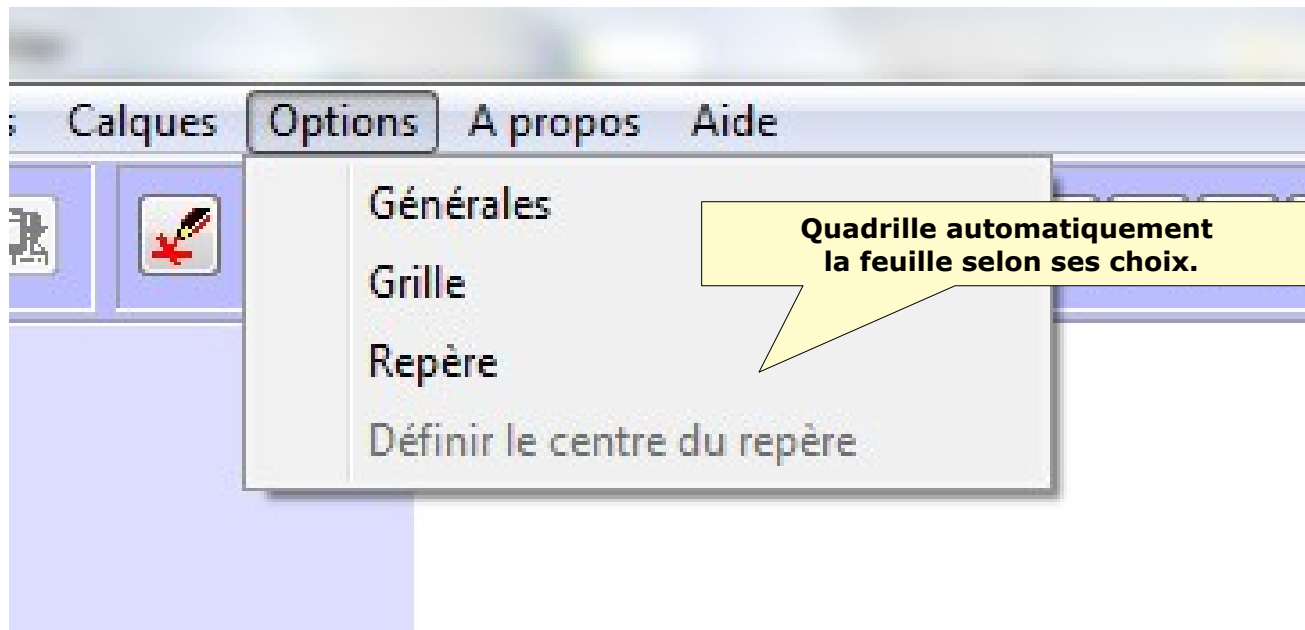 Calques Options A propos Aide
Générales
Quadrille automatiquement
la feuille selon ses choix.
Grille
Repère
Définir le centre du repère